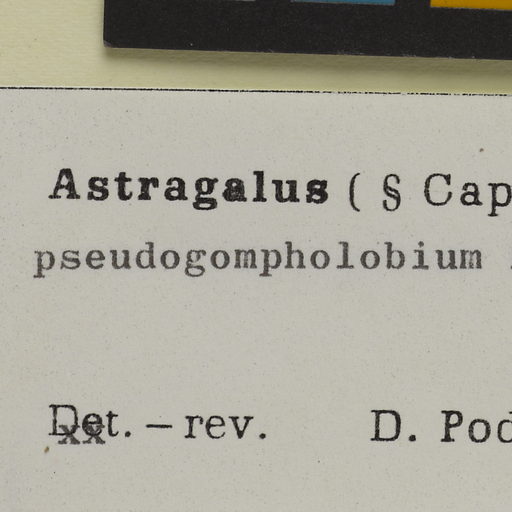 Astragalus ( § Cap
pseudogompholobium
Det. – rev. D. Pod